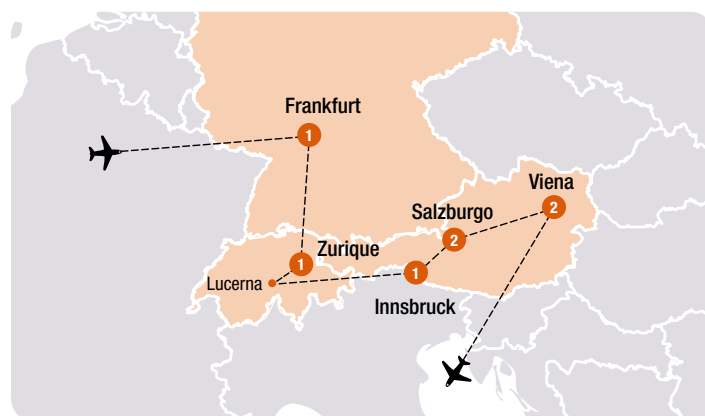 Frankfurt
1
Viena
2
Salzburgo
2
Zurique
1
Lucerna
1
Innsbruck